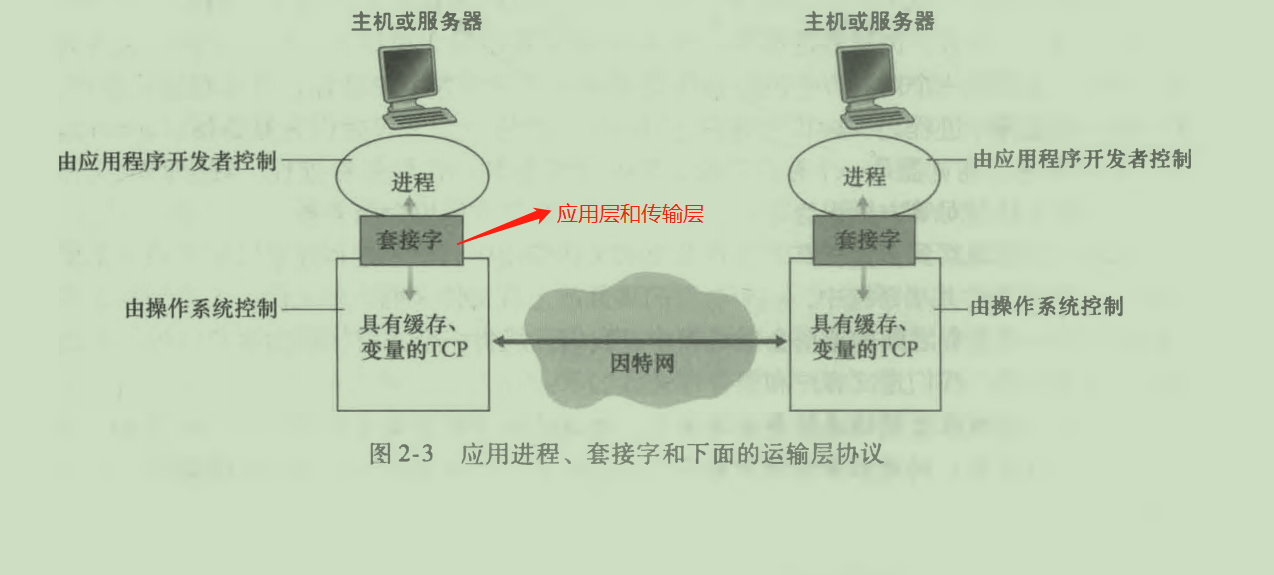 主机或服务器
主机或服务器
由应用程序开发者控制
进程
进程
由应用程序开发者控制
应用层和传输层
套接字
套接字
由操作系统控制
由操作系统控制
具有缓存、
变量的TCP
因特网
具有缓存、
变量的TCP
图 2-3 应用进程、套接字和下面的运输层协议